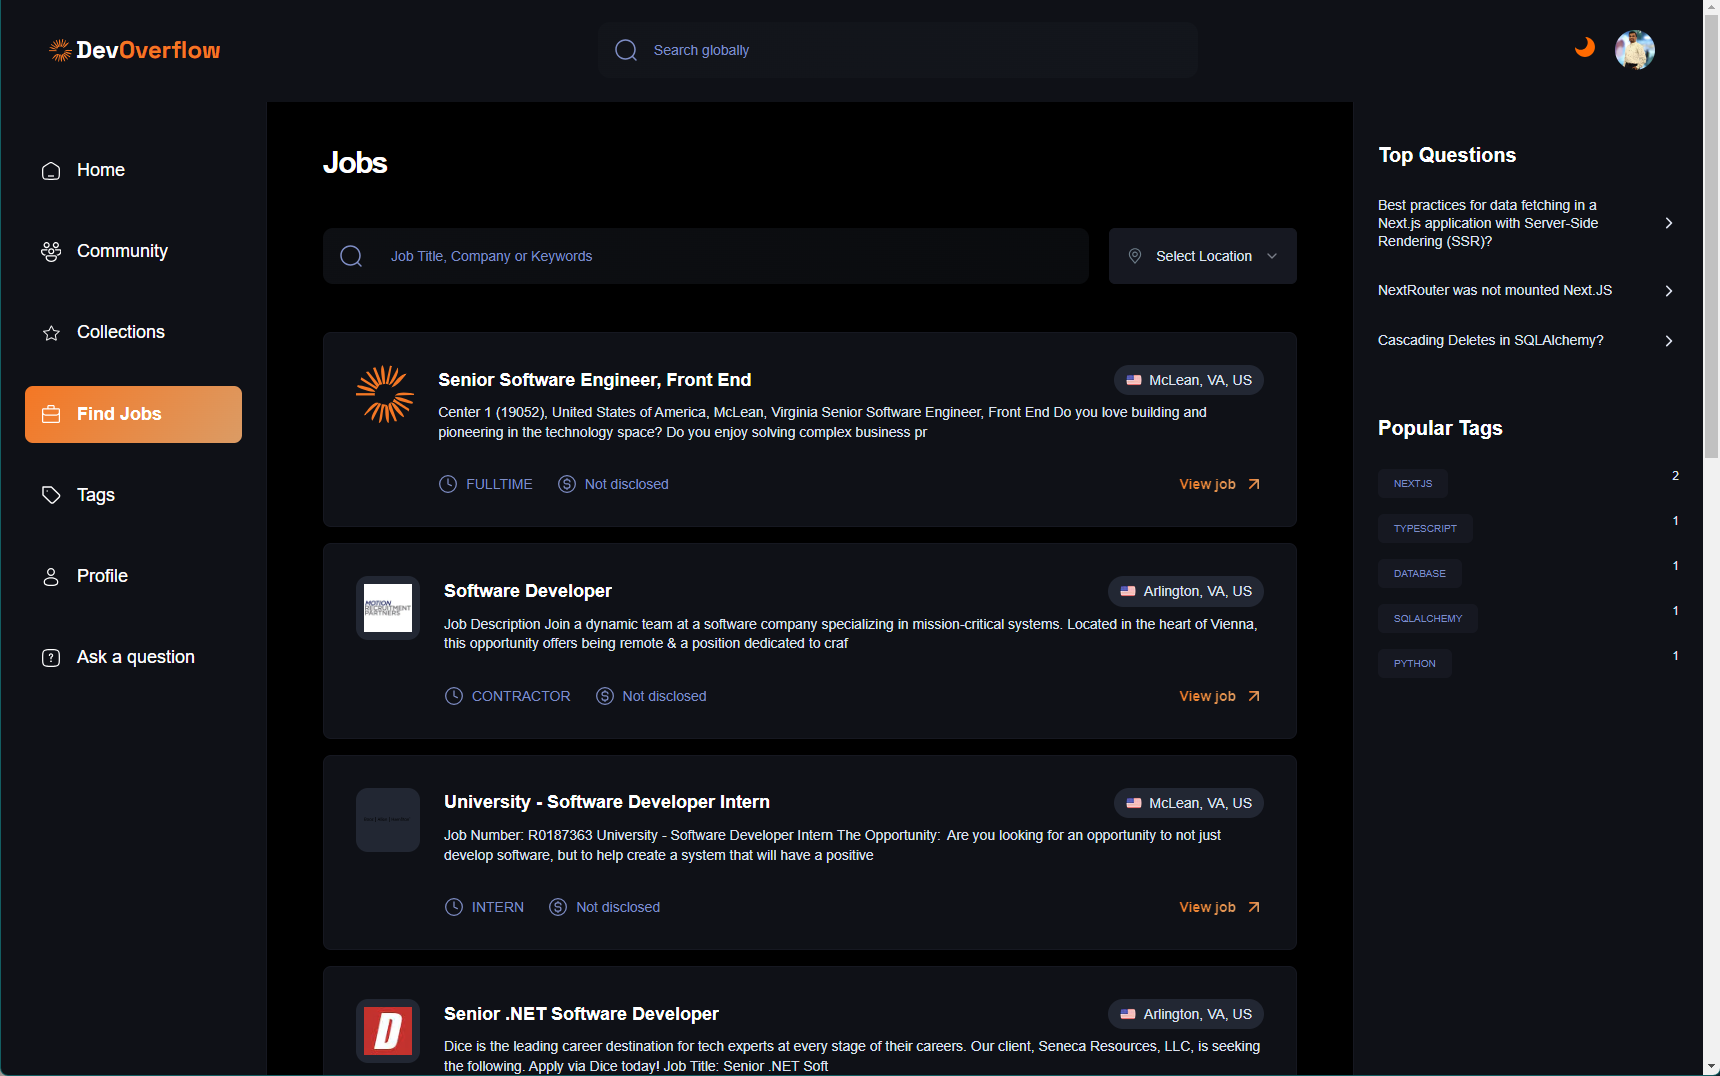 DevOverflow
Search globally
Home
Community
Collections
Find Jobs
Tags
Profile
Ask a question
Jobs
Job Title, Company or Keywords
Select Location
Senior Software Engineer, Front End
McLean, VA, US
Center 1 (19052), United States of America, McLean, Virginia Senior Software Engineer, Front End Do you love building and
pioneering in the technology space? Do you enjoy solving complex business pr
FULLTIME
Not disclosed
View job
MOTION
RECRUITMENT
PARTNERS
Software Developer
Arlington, VA, US
Job Description Join a dynamic team at a software company specializing in mission-critical systems. Located in the heart of Vienna,
this opportunity offers being remote & a position dedicated to craf
CONTRACTOR
Not disclosed
View job
University - Software Developer Intern
McLean, VA, US
Job Number: R0187363 University - Software Developer Intern The Opportunity: Are you looking for an opportunity to not just
develop software, but to help create a system that will have a positive
INTERN
Not disclosed
View job
D
Senior .NET Software Developer
Arlington, VA, US
Dice is the leading career destination for tech experts at every stage of their careers. Our client, Seneca Resources, LLC, is seeking
the following. Apply via Dice today! Job Title: Senior .NET Soft
Top Questions
Best practices for data fetching in a
Next.js application with Server-Side
Rendering (SSR)?
NextRouter was not mounted Next.JS
Cascading Deletes in SQLAlchemy?
Popular Tags
NEXTJS 2
TYPESCRIPT 1
DATABASE 1
SQLALCHEMY 1
PYTHON 1